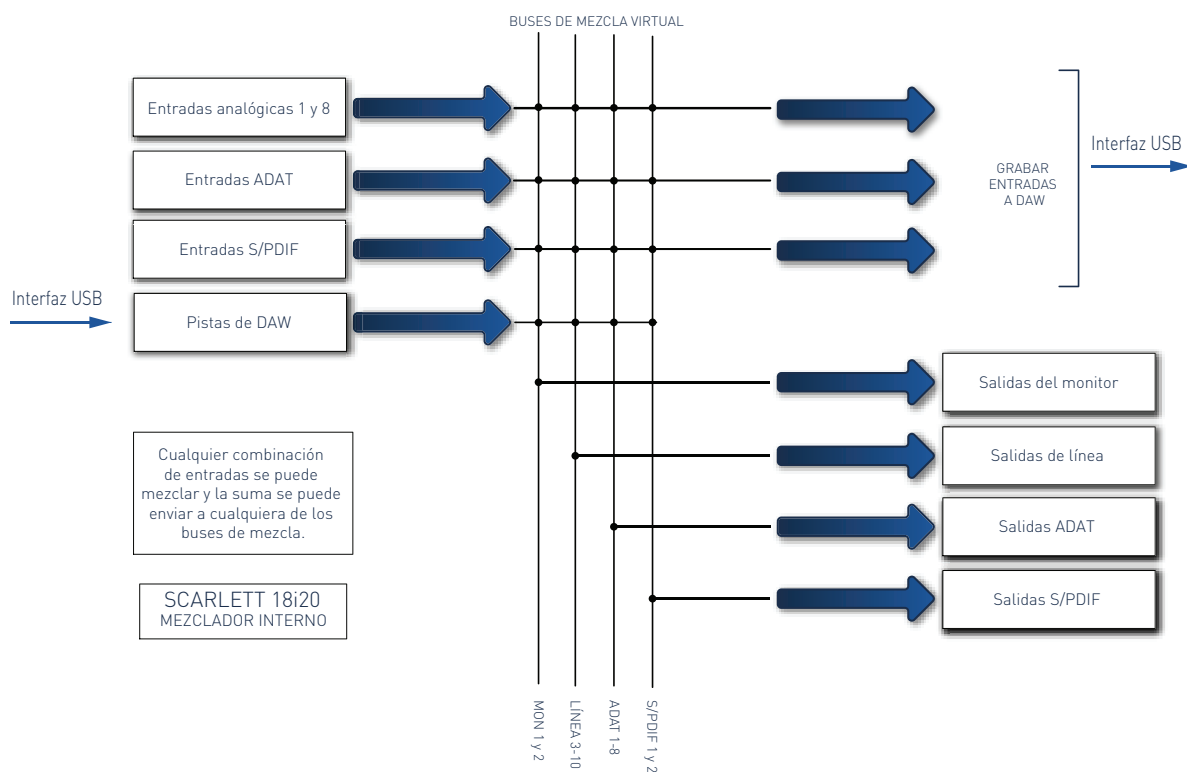 BUSES DE MEZCLA VIRTUAL
Entradas analógicas 1 y 8
Entradas ADAT
Entradas S/PDIF
Interfaz USB
Pistas de DAW
GRABAR
ENTRADAS
A DAW
Interfaz USB
Salidas del monitor
Salidas de línea
Salidas ADAT
Salidas S/PDIF
Cualquier combinación
de entradas se puede
mezclar y la suma se puede
enviar a cualquiera de los
buses de mezcla.
SCARLETT 18i20
MEZCLADOR INTERNO
MON 1 y 2
LÍNEA 3-10
ADAT 1-8
S/PDIF 1 y 2